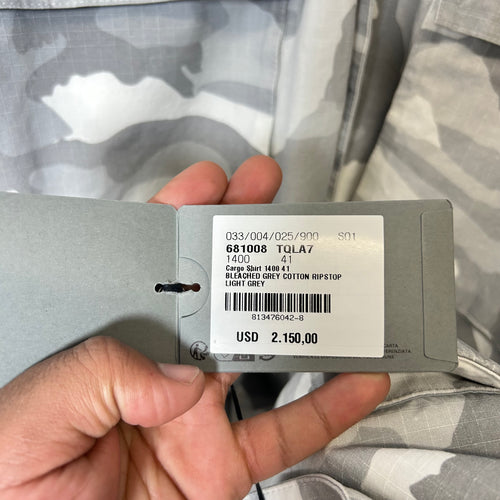 033/004/025/900 S01
681008 TQLA7
1400 41
Cargo Shirt 1400 41
BLEACHED GREY COTTON RIPSTOP
LIGHT GREY
813476042-8
USD 2.150,00
CARTA